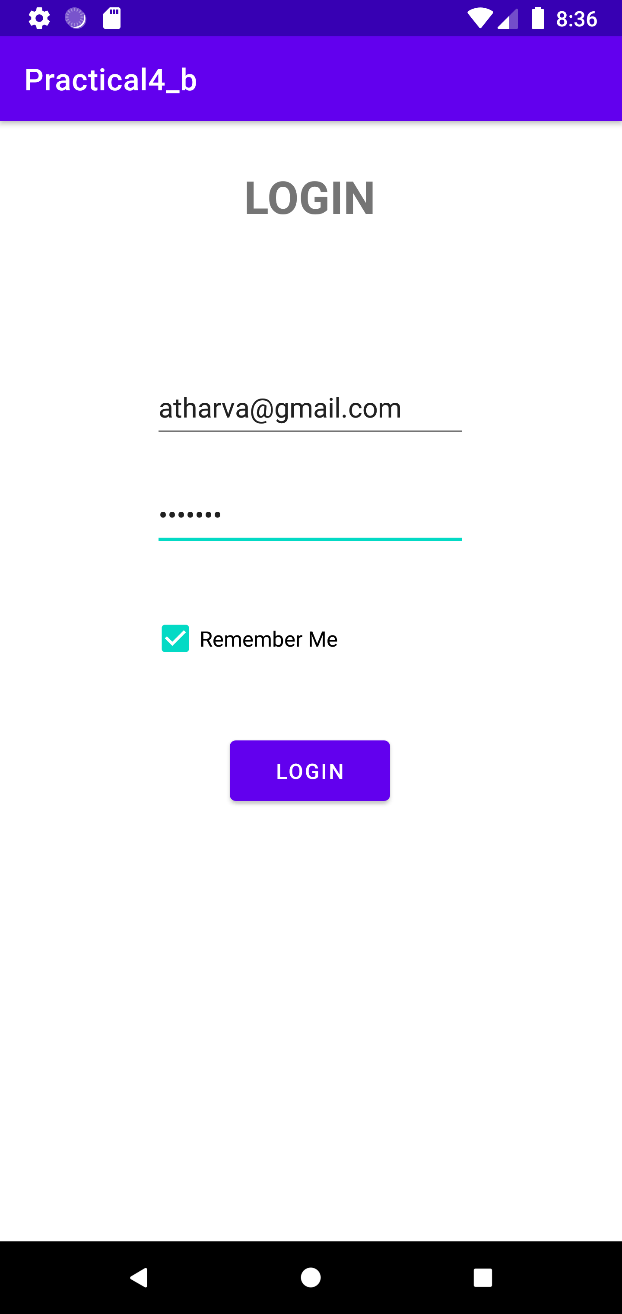 8:36
Practical4_b
LOGIN
atharva@gmail.com
•••••••
Remember Me
LOGIN